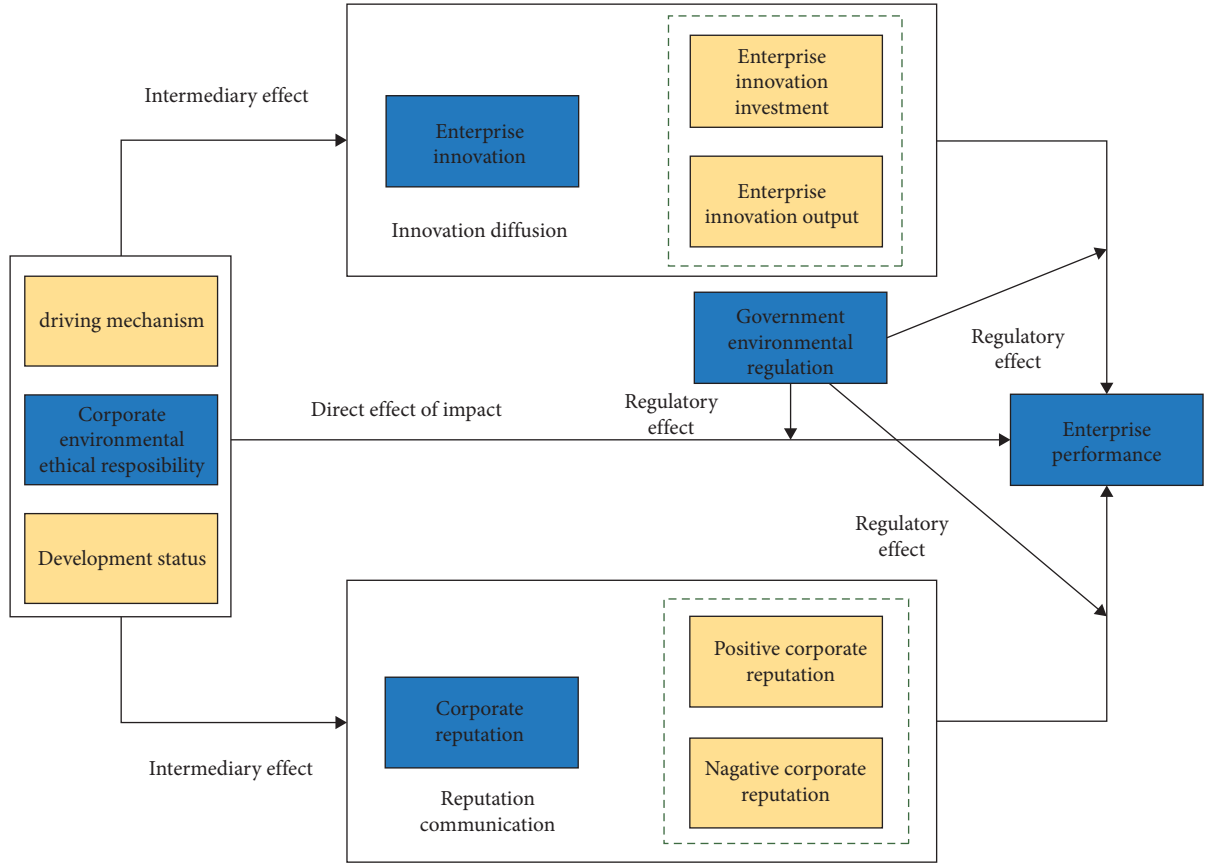 Intermediary effect
Enterprise
innovation
Innovation diffusion
Enterprise
innovation
investment
Enterprise
innovation output
driving mechanism
Corporate
environmental
ethical resposibility
Development status
Direct effect of impact
Government
environmental
regulation
Regulatory
effect
Regulatory
effect
Regulatory
effect
Enterprise
performance
Intermediary effect
Corporate
reputation
Reputation
communication
Positive corporate
reputation
Nagative corporate
reputation